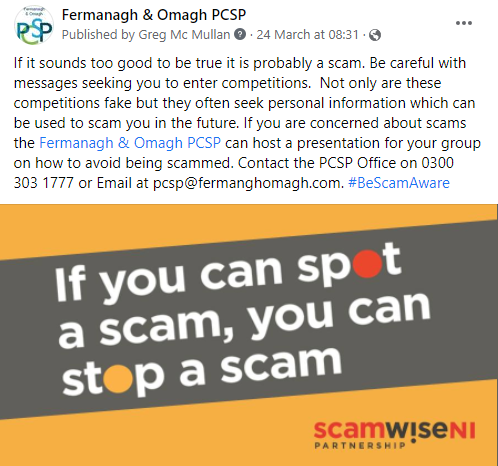 Fermanagh & Omagh PCSP
Published by Greg Mc Mullan · 24 March at 08:31 ·
If it sounds too good to be true it is probably a scam. Be careful with
messages seeking you to enter competitions. Not only are these
competitions fake but they often seek personal information which can
be used to scam you in the future. If you are concerned about scams
the Fermanagh & Omagh PCSP can host a presentation for your group
on how to avoid being scammed. Contact the PCSP Office on 0300
303 1777 or Email at pcsp@fermanghomagh.com. #BeScamAware
If you can spot
a scam, you can
stop a scam
scamw!seNI
PARTNERSHIP
Fermanagh
& Omagh
PCSP